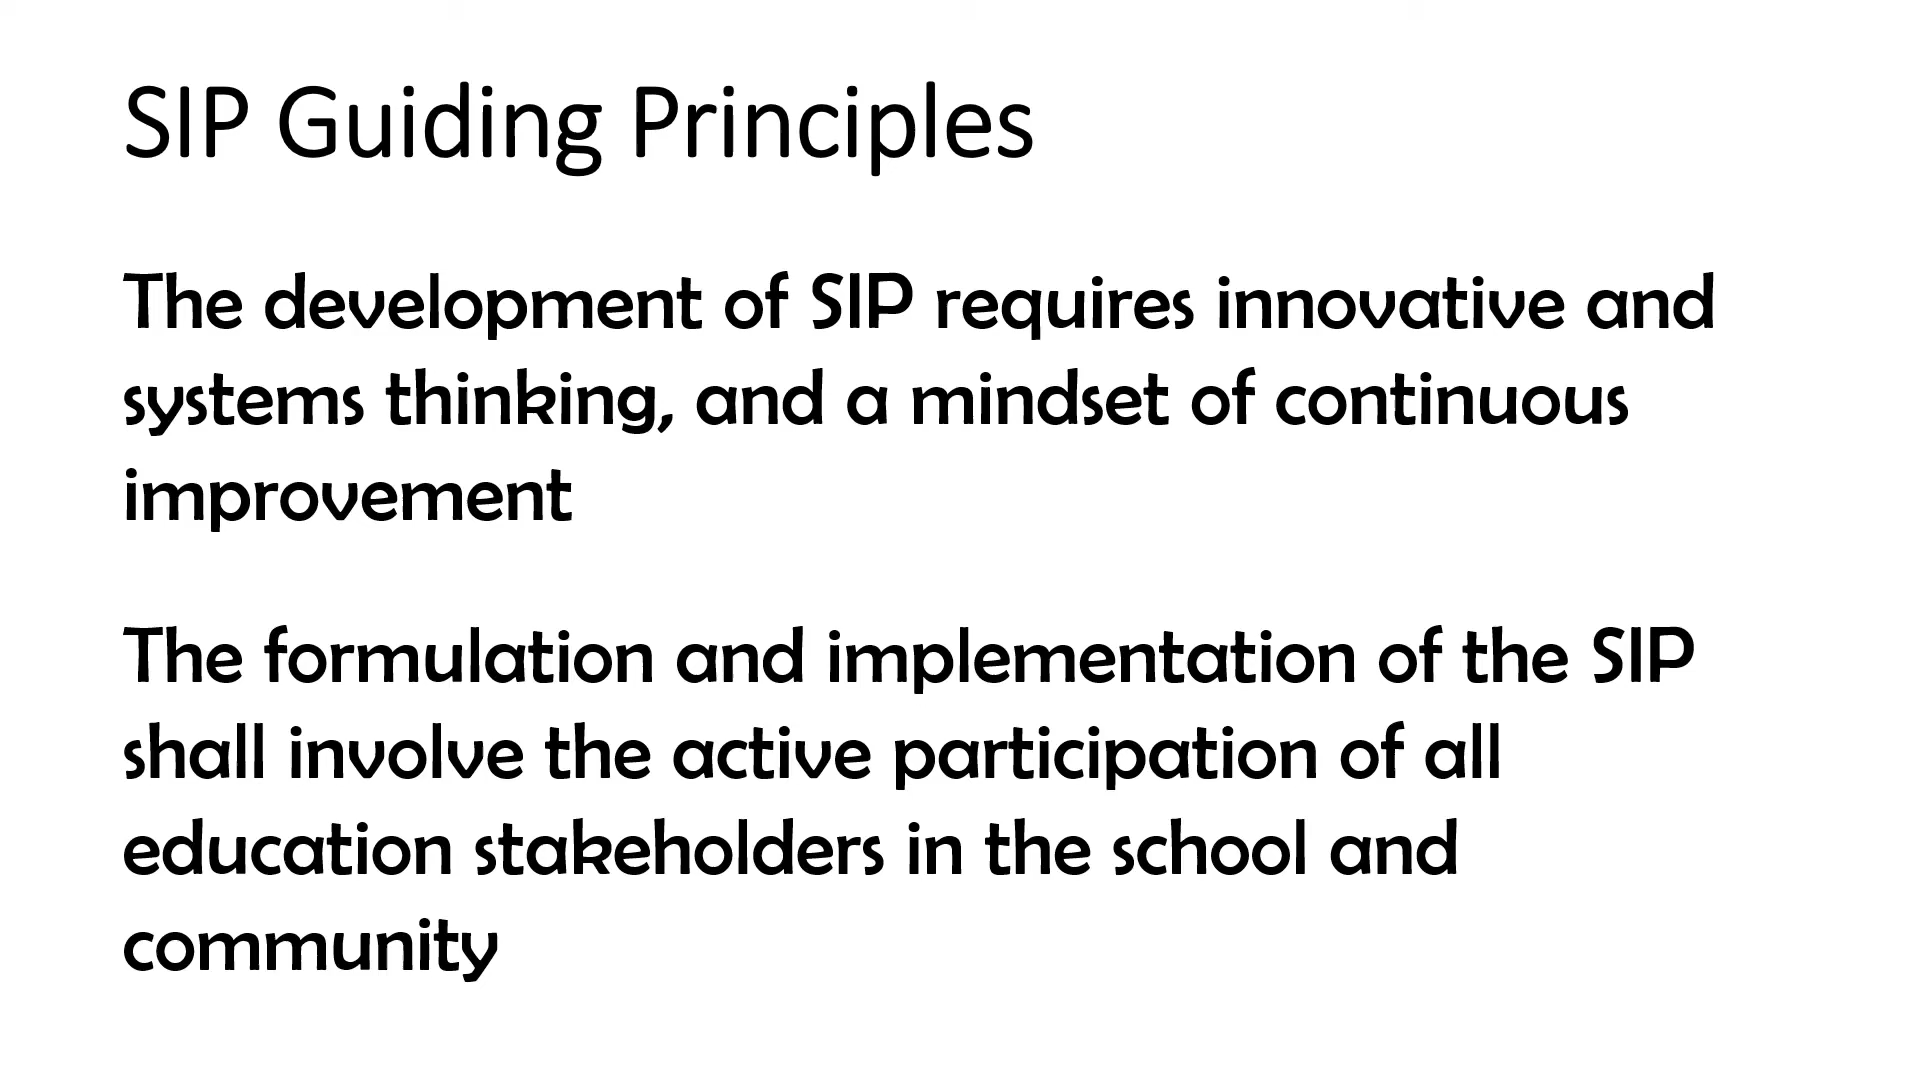 SIP Guiding Principles
The development of SIP requires innovative and
systems thinking, and a mindset of continuous
improvement
The formulation and implementation of the SIP
shall involve the active participation of all
education stakeholders in the school and
community